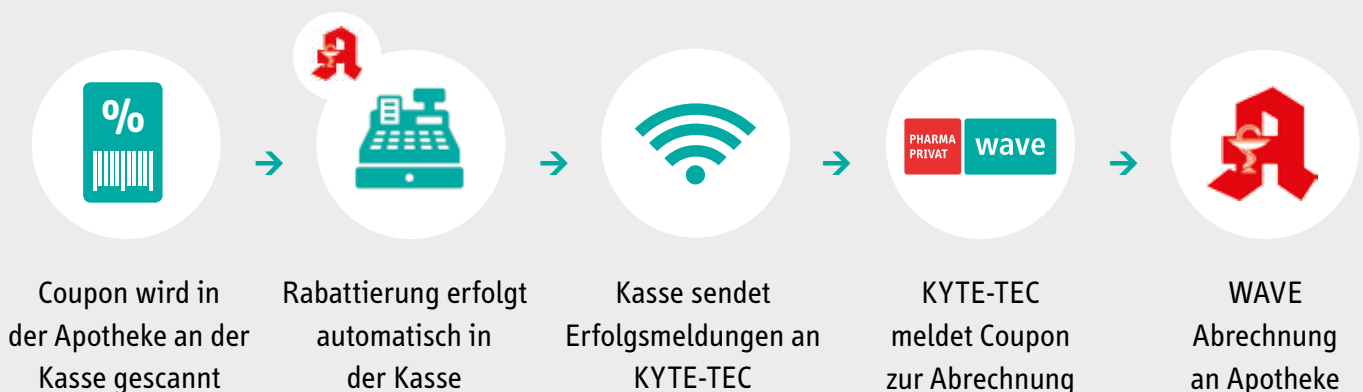 %
PHARMA
PRIVAT
wave
Coupon wird in
der Apotheke an der
Kasse gescannt
Rabattierung erfolgt
automatisch in
der Kasse
Kasse sendet
Erfolgsmeldungen an
KYTE-TEC
KYTE-TEC
meldet Coupon
zur Abrechnung
WAVE
Abrechnung
an Apotheke